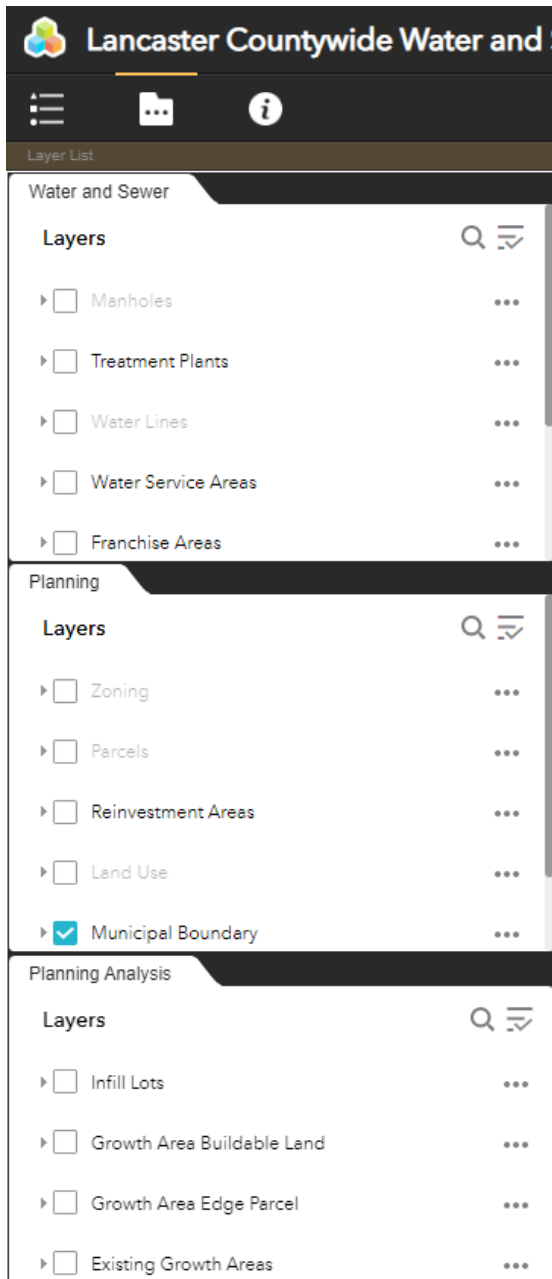 Lancaster Countywide Water and
Layer List
Water and Sewer
Layers
Manholes
Treatment Plants
Water Lines
Water Service Areas
Franchise Areas
Planning
Layers
Zoning
Parcels
Reinvestment Areas
Land Use
Municipal Boundary
Planning Analysis
Layers
Infill Lots
Growth Area Buildable Land
Growth Area Edge Parcel
Existing Growth Areas